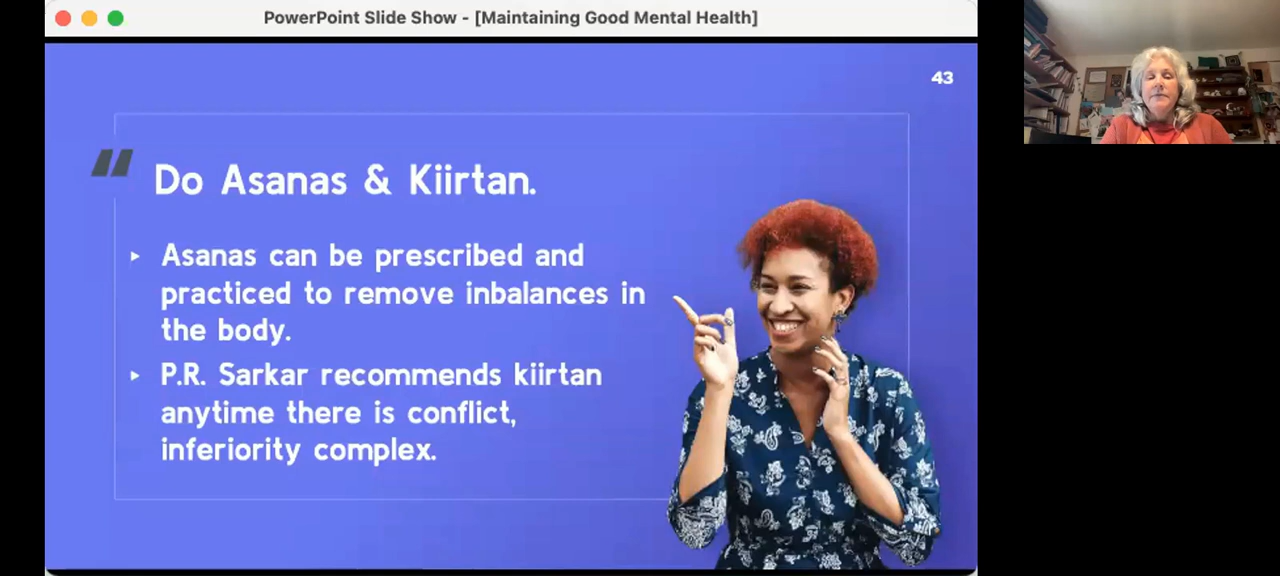 PowerPoint Slide Show - [Maintaining Good Mental Health]
43
“ Do Asanas & Kiirtan.
▸ Asanas can be prescribed and
practiced to remove inbalances in
the body.
▸ P.R. Sarkar recommends kiirtan
anytime there is conflict,
inferiority complex.